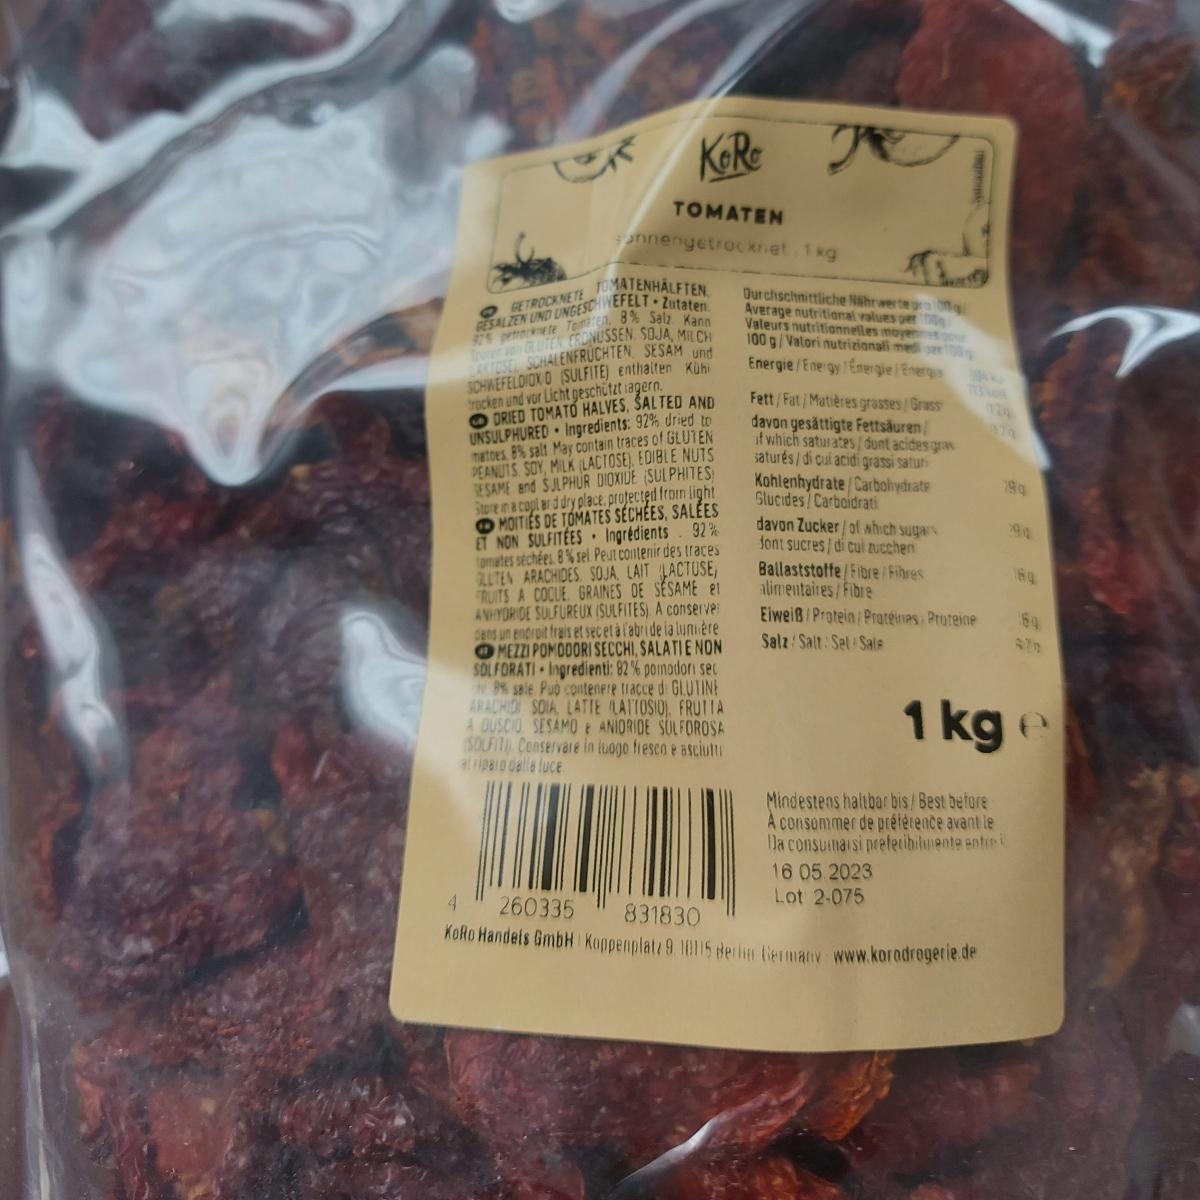 KoRo
TOMATEN
sonnengetrocknet . 1 kg
GETROCKNETE TOMATENHÄLFTEN,
GESALZEN UND UNGESCHWEFELT • Zutaten:
92% getrocknete Tomaten, 8% Salz. Kann
Spuren von GLUTEN, ERDNÜSSEN, SOJA, MILCH
(LAKTOSE), SCHALENFRÜCHTEN, SESAM und
SCHWEFELDIOXID (SULFITE) enthalten Kühl
trocken und vor Licht geschützt lagern.
DRIED TOMATO HALVES, SALTED AND
UNSULPHURED • Ingredients: 92% dried to
matoes, 8% salt May contain traces of GLUTEN
PEANUTS, SOY, MILK (LACTOSE), EDIBLE NUTS
SESAME and SULPHUR DIOXIDE (SULPHITES)
Store in a cool and dry place, protected from light
MOITIÉS DE TOMATES SÉCHÉES, SALÉES
ET NON SULFITÉES • Ingrédients : 92%
tomates séchées, 8% sel Peut contenir des traces
GLUTEN ARACHIDES, SOJA, LAIT (LACTOSE)
FRUITS A COQUE, GRAINES DE SÉSAME et
ANHYDRIDE SULFUREUX (SULFITES). A conserver
dans un endroit frais et sec et à l'abri de la lumière
MEZZI POMODORI SECCHI, SALATI E NON
SOLFORATI • Ingredienti: 92% pomodori sec
chi, 8% sale. Può contenere tracce di GLUTINE
ARACHIDI SOIA, LATTE (LATTOSIO), FRUTTA
A GUSCIO, SESAMO e ANIDRIDE SOLFOROSA
(SOLFITI). Conservare in luogo fresco e asciutto
al riparo dalla luce.
Durchschnittliche Nährwerte pro 100 g /
Average nutritional values per 100g /
Valeurs nutritionnelles moyennes pour
100 g / Valori nutrizionali medi per 100 g
Energie / Energy / Énergie / Energia
Fett / Fat / Matières grasses / Grassi 1,2g
davon gesättigte Fettsäuren /
of which saturates / dont acides gras
saturés / di cui acidi grassi saturi
Kohlenhydrate / Carbohydrate 29g
Glucides / Carboidrati
davon Zucker / of which sugars 29g
dont sucres / di cui zuccheri
Ballaststoffe / Fibre / Fibres 16g
alimentaires / Fibre
Eiweiß / Protein / Protéines / Proteine
Salz / Salt / Sel / Sale
1 kg ℮
Mindestens haltbar bis / Best before
À consommer de préférence avant le
Da consumarsi preferibilmente entro il
16.05.2023
Lot: 2-075
4 260335 831830
KoRo Handels GmbH | Koppenplatz 9, 10115 Berlin, Germany · www.korodrogerie.de